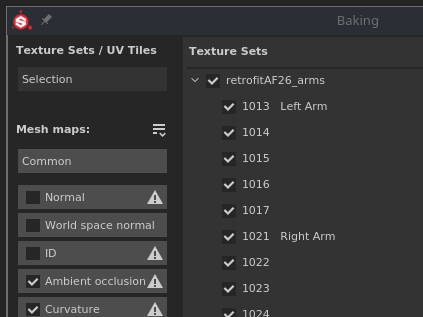 Baking
Texture Sets / UV Tiles
Selection
Mesh maps:
Common
Normal
World space normal
ID
Ambient occlusion
Curvature
Texture Sets
retrofitAF26_arms
1013 Left Arm
1014
1015
1016
1017
1021 Right Arm
1022
1023
1024